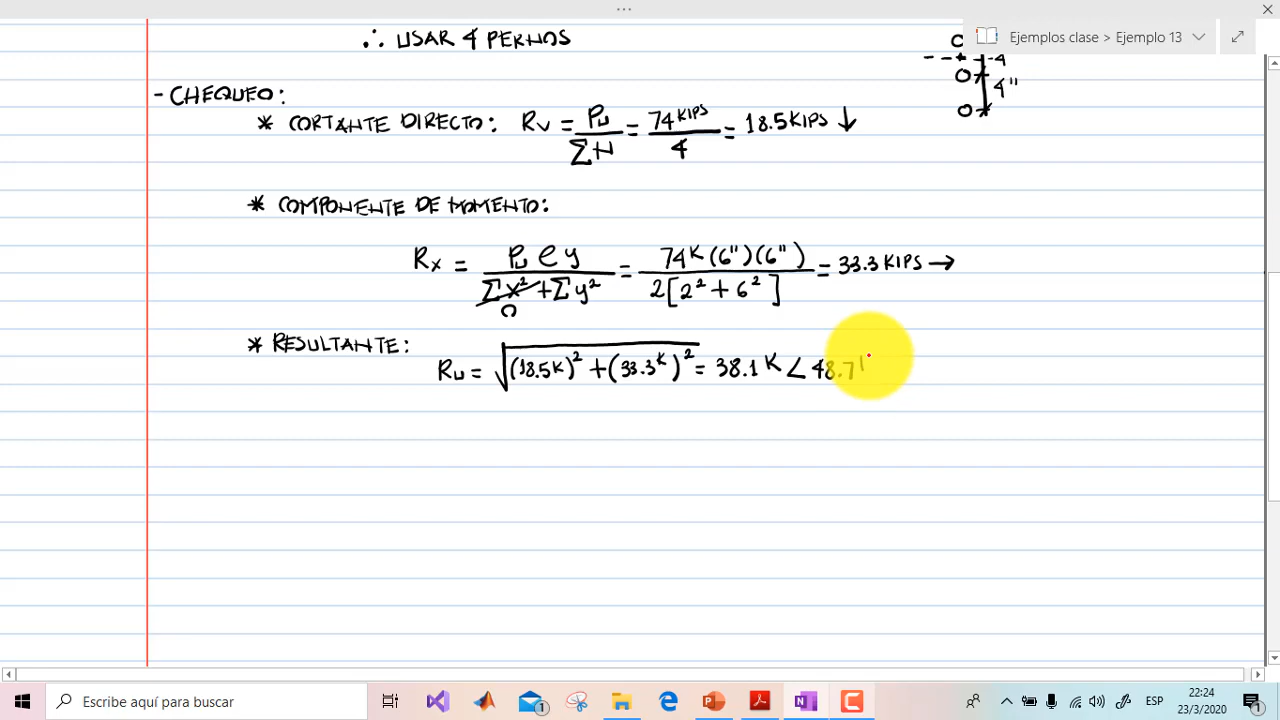 Ejemplos clase > Ejemplo 13
∴ USAR 4 PERNOS
4
4"
- CHEQUEO:
* CORTANTE DIRECTO: Rv = Pu / ΣN = 74 KIPS / 4 = 18.5 KIPS ↓
* COMPONENTE DE MOMENTO:
Rx = Pu e y / Σx² + Σy² = 74K (6")(6") / 2[2² + 6²] = 33.3 KIPS →
0
* RESULTANTE:
Ru = √(18.5K)² + (33.3K)² = 38.1 K < 48.7
Escribe aquí para buscar
1
ESP
22:24
23/3/2020
1